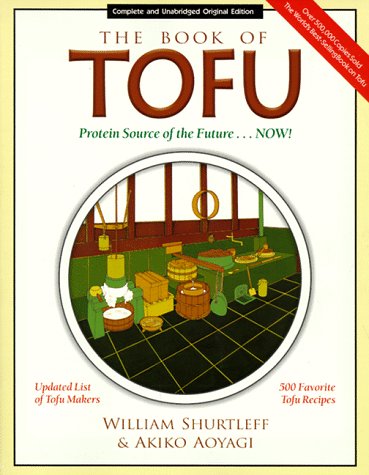 Complete and Unabridged Original Edition
Over 500,000 Copies Sold
The World's Best-Selling Book on Tofu
THE BOOK OF
TOFU
Protein Source of the Future . . . NOW!
Updated List
of Tofu Makers
500 Favorite
Tofu Recipes
WILLIAM SHURTLEFF
& AKIKO AOYAGI